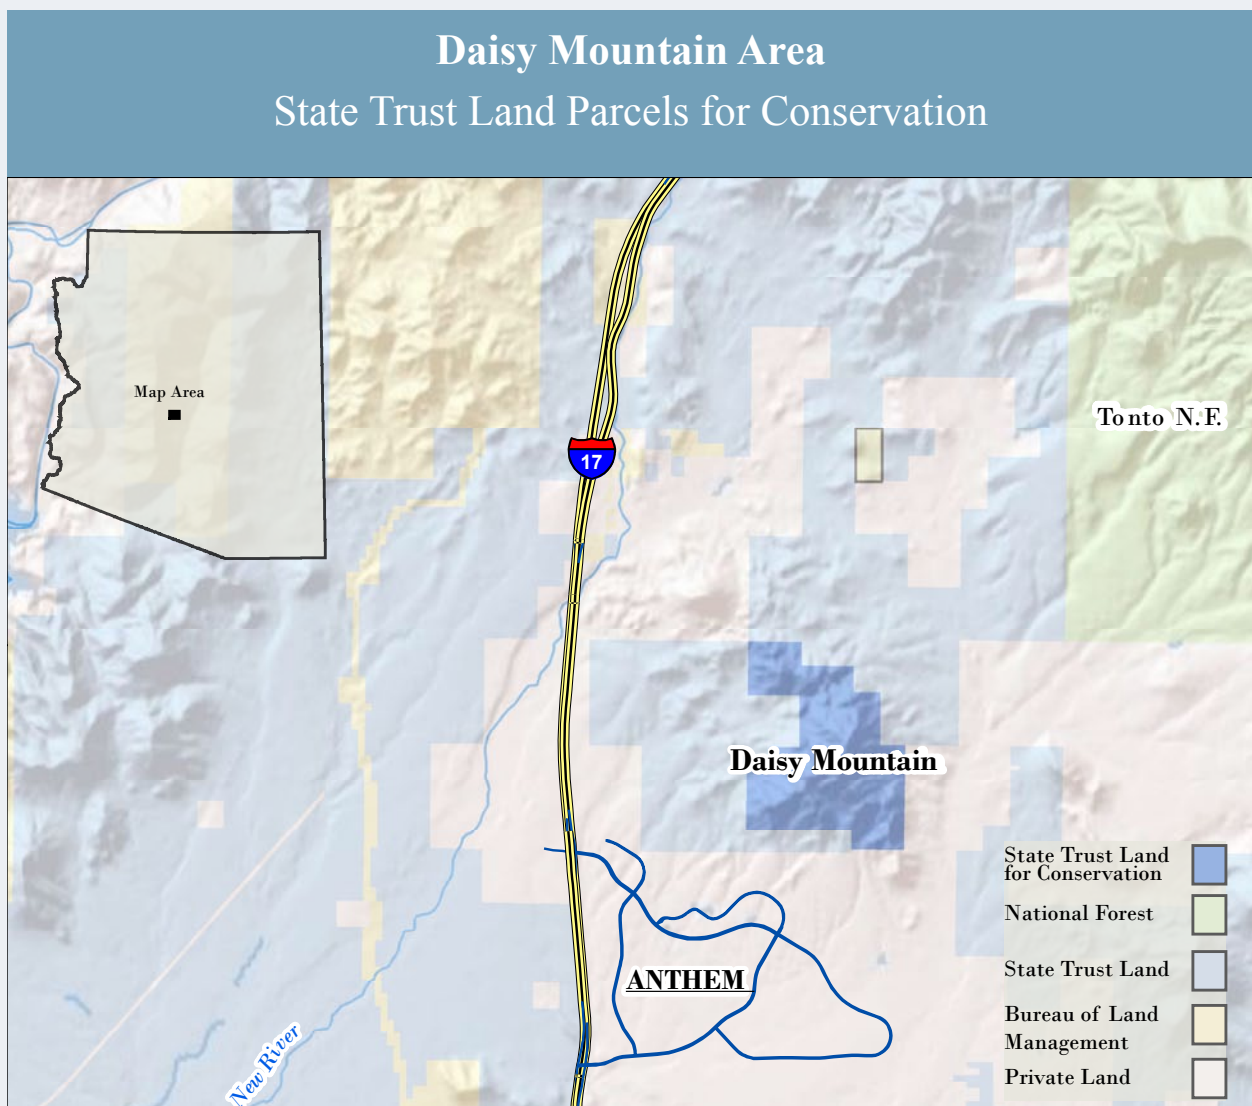 Daisy Mountain Area
State Trust Land Parcels for Conservation
Map Area
Tonto N.F.
17
Daisy Mountain
ANTHEM
New River
State Trust Land
for Conservation
National Forest
State Trust Land
Bureau of Land
Management
Private Land